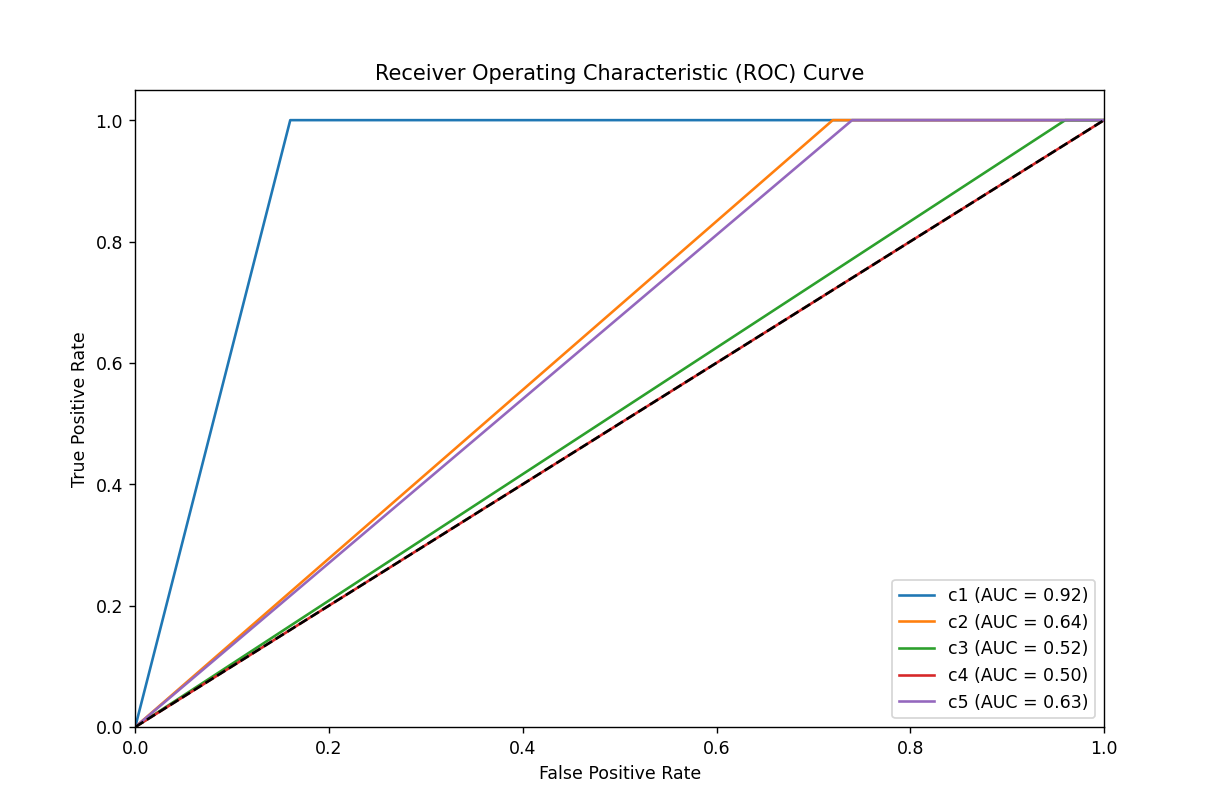 Receiver Operating Characteristic (ROC) Curve
True Positive Rate
1.0
0.8
0.6
0.4
0.2
0.0
c1 (AUC = 0.92)
c2 (AUC = 0.64)
c3 (AUC = 0.52)
c4 (AUC = 0.50)
c5 (AUC = 0.63)
0.0 0.2 0.4 0.6 0.8 1.0
False Positive Rate